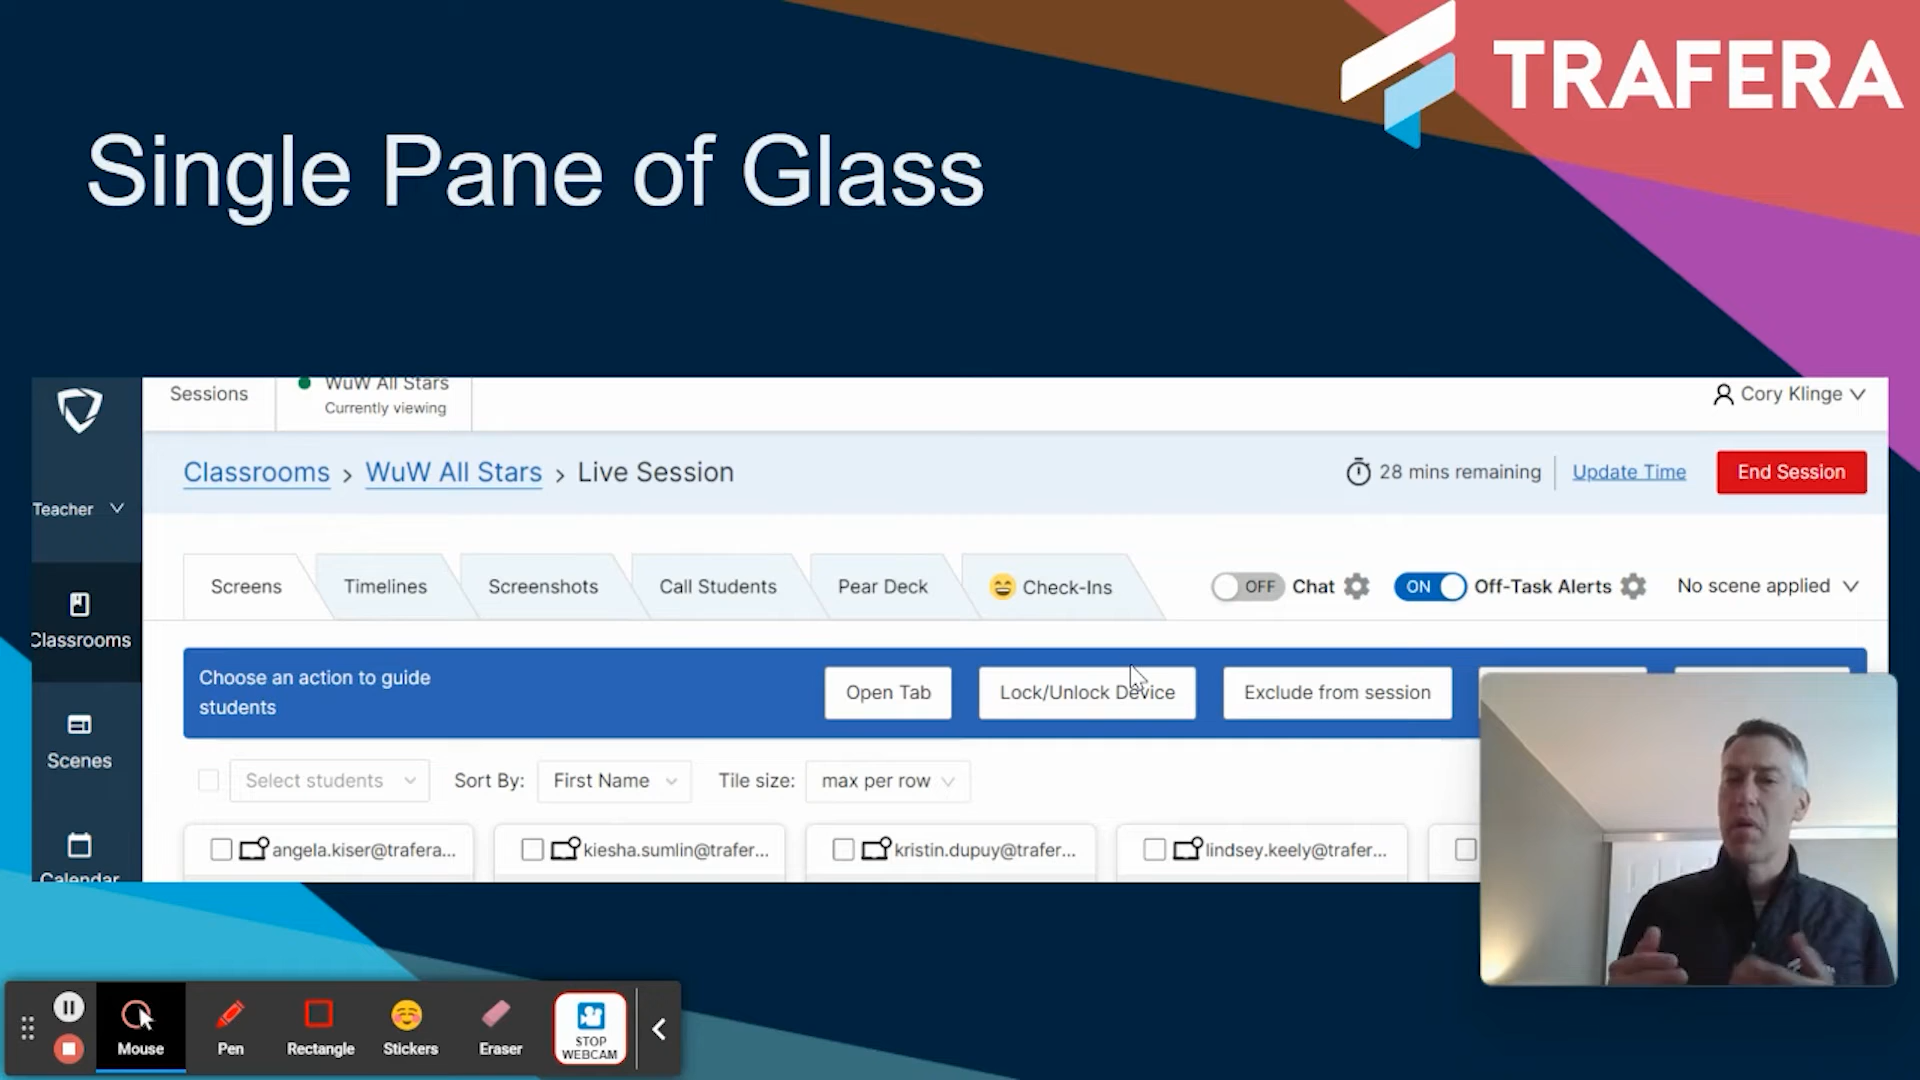 TRAFERA
Single Pane of Glass
Sessions
WuW All Stars
Currently viewing
Cory Klinge
Classrooms > WuW All Stars > Live Session
28 mins remaining
Update Time
End Session
Teacher
Screens
Timelines
Screenshots
Call Students
Pear Deck
Check-Ins
OFF Chat
ON Off-Task Alerts
No scene applied
Classrooms
Choose an action to guide
students
Open Tab
Lock/Unlock Device
Exclude from session
Scenes
Select students
Sort By: First Name
Tile size: max per row
angela.kiser@trafera...
kiesha.sumlin@trafer...
kristin.dupuy@trafer...
lindsey.keely@trafer...
Calendar
Mouse
Pen
Rectangle
Stickers
Eraser
STOP
WEBCAM